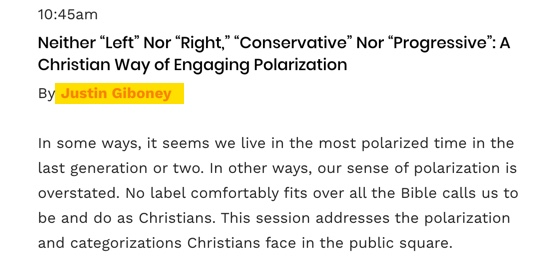 10:45am
Neither “Left” Nor “Right,” “Conservative” Nor “Progressive”: A
Christian Way of Engaging Polarization
By Justin Giboney
In some ways, it seems we live in the most polarized time in the
last generation or two. In other ways, our sense of polarization is
overstated. No label comfortably fits over all the Bible calls us to
be and do as Christians. This session addresses the polarization
and categorizations Christians face in the public square.